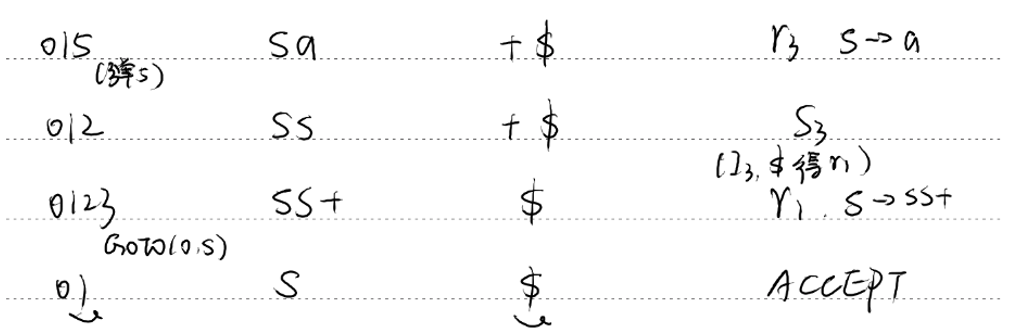 015 Sa +$ r3 S→a
(弹5)
012 SS +$ S3
(I3,$得r1)
0123 SS+ $ r1. S→SS+
GOTO(0,S)
01 S $ ACCEPT